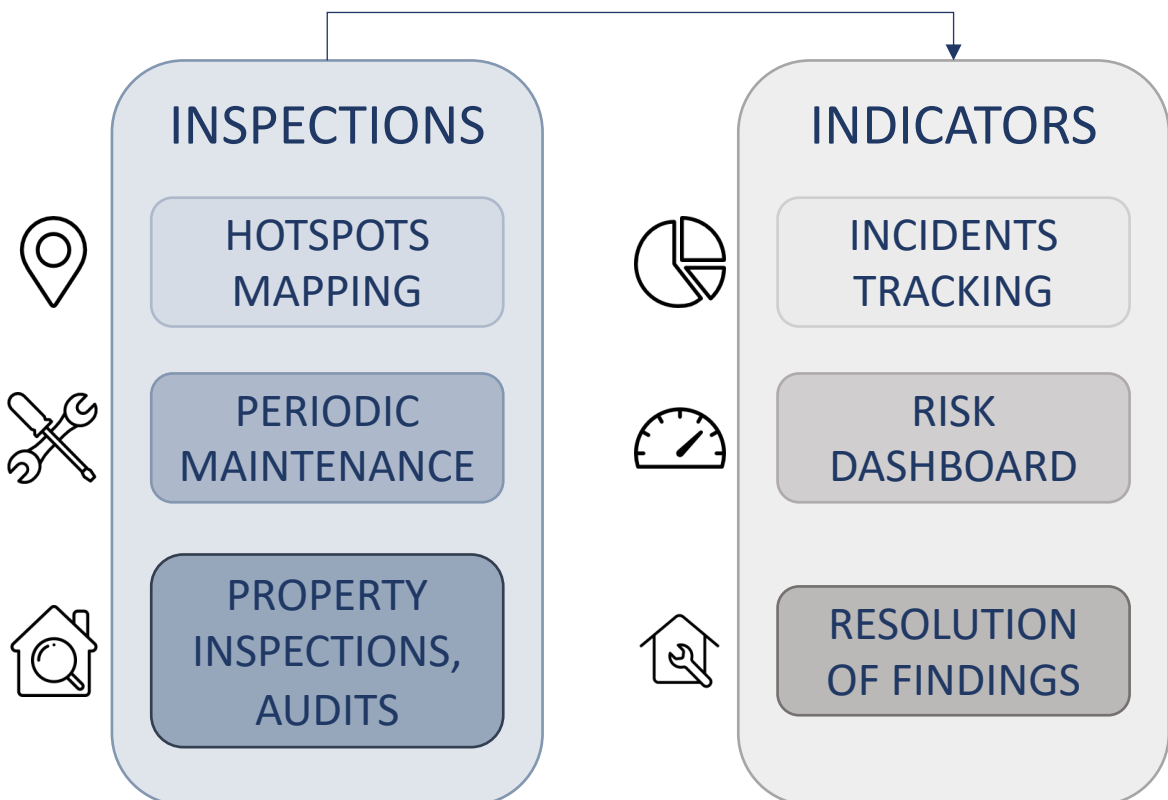 INSPECTIONS
HOTSPOTS
MAPPING
PERIODIC
MAINTENANCE
PROPERTY
INSPECTIONS,
AUDITS
INDICATORS
INCIDENTS
TRACKING
RISK
DASHBOARD
RESOLUTION
OF FINDINGS